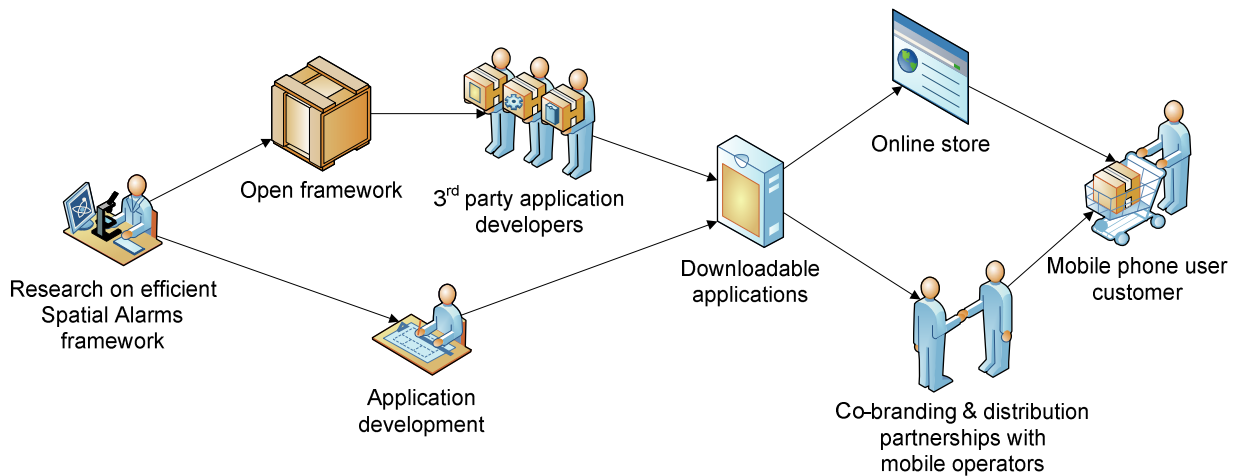 Open framework
3rd party application
developers
Online store
Research on efficient
Spatial Alarms
framework
Application
development
Downloadable
applications
Mobile phone user
customer
Co-branding & distribution
partnerships with
mobile operators